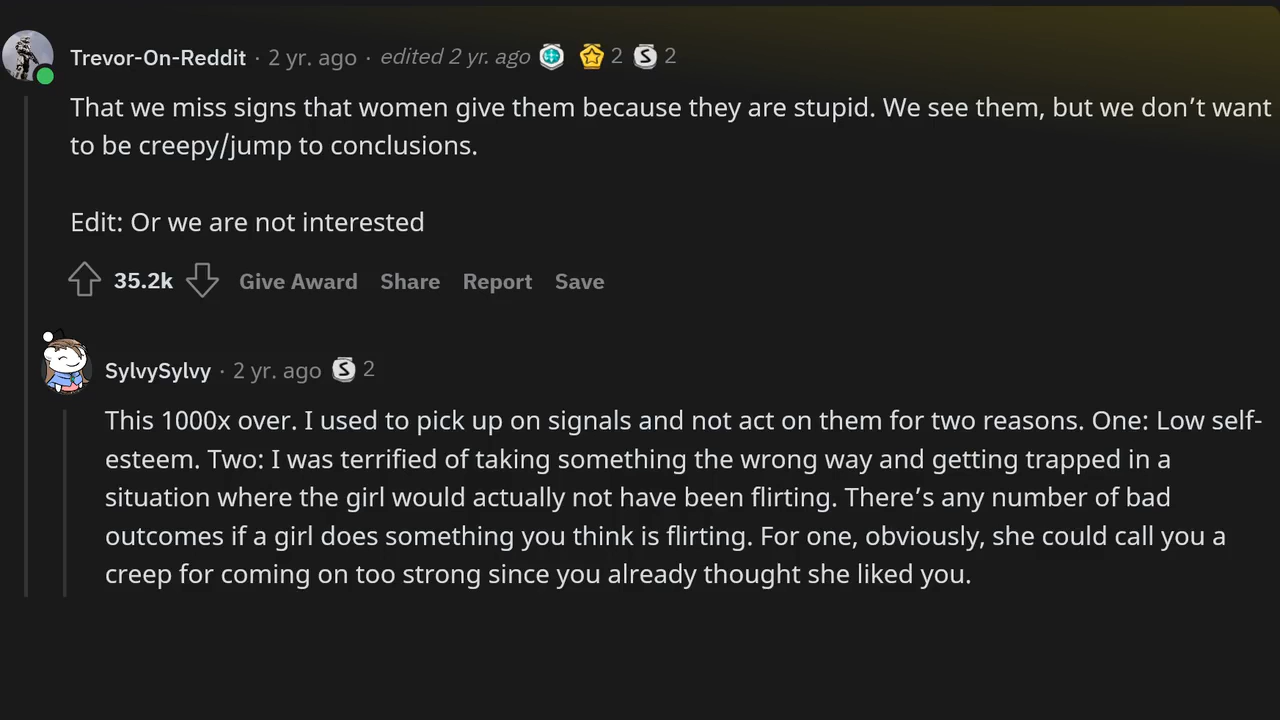 Trevor-On-Reddit · 2 yr. ago · edited 2 yr. ago 2 S 2
That we miss signs that women give them because they are stupid. We see them, but we don’t want
to be creepy/jump to conclusions.
Edit: Or we are not interested
35.2k Give Award Share Report Save
SylvySylvy · 2 yr. ago S 2
This 1000x over. I used to pick up on signals and not act on them for two reasons. One: Low self-
esteem. Two: I was terrified of taking something the wrong way and getting trapped in a
situation where the girl would actually not have been flirting. There’s any number of bad
outcomes if a girl does something you think is flirting. For one, obviously, she could call you a
creep for coming on too strong since you already thought she liked you.